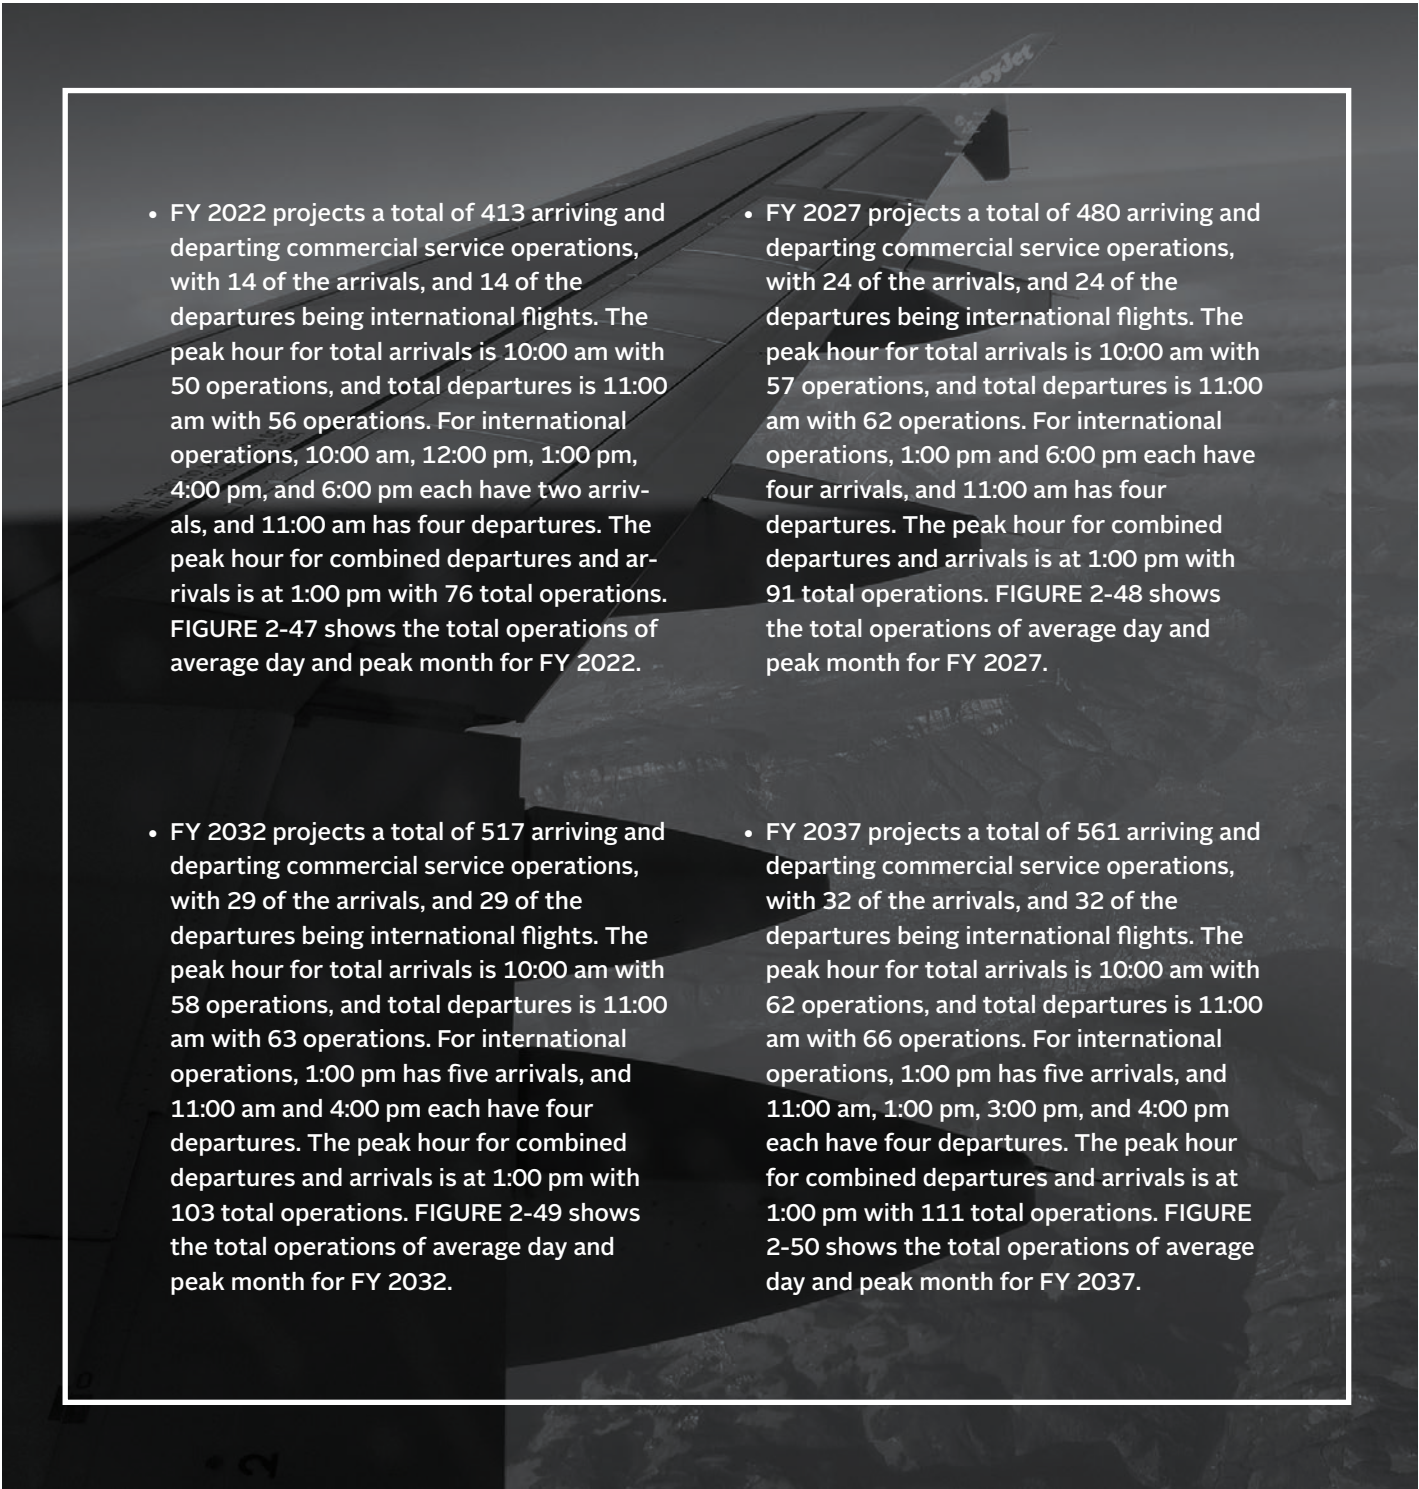 easyJet
• FY 2022 projects a total of 413 arriving and
departing commercial service operations,
with 14 of the arrivals, and 14 of the
departures being international flights. The
peak hour for total arrivals is 10:00 am with
50 operations, and total departures is 11:00
am with 56 operations. For international
operations, 10:00 am, 12:00 pm, 1:00 pm,
4:00 pm, and 6:00 pm each have two arriv-
als, and 11:00 am has four departures. The
peak hour for combined departures and ar-
rivals is at 1:00 pm with 76 total operations.
FIGURE 2-47 shows the total operations of
average day and peak month for FY 2022.
• FY 2027 projects a total of 480 arriving and
departing commercial service operations,
with 24 of the arrivals, and 24 of the
departures being international flights. The
peak hour for total arrivals is 10:00 am with
57 operations, and total departures is 11:00
am with 62 operations. For international
operations, 1:00 pm and 6:00 pm each have
four arrivals, and 11:00 am has four
departures. The peak hour for combined
departures and arrivals is at 1:00 pm with
91 total operations. FIGURE 2-48 shows
the total operations of average day and
peak month for FY 2027.
• FY 2032 projects a total of 517 arriving and
departing commercial service operations,
with 29 of the arrivals, and 29 of the
departures being international flights. The
peak hour for total arrivals is 10:00 am with
58 operations, and total departures is 11:00
am with 63 operations. For international
operations, 1:00 pm has five arrivals, and
11:00 am and 4:00 pm each have four
departures. The peak hour for combined
departures and arrivals is at 1:00 pm with
103 total operations. FIGURE 2-49 shows
the total operations of average day and
peak month for FY 2032.
• FY 2037 projects a total of 561 arriving and
departing commercial service operations,
with 32 of the arrivals, and 32 of the
departures being international flights. The
peak hour for total arrivals is 10:00 am with
62 operations, and total departures is 11:00
am with 66 operations. For international
operations, 1:00 pm has five arrivals, and
11:00 am, 1:00 pm, 3:00 pm, and 4:00 pm
each have four departures. The peak hour
for combined departures and arrivals is at
1:00 pm with 111 total operations. FIGURE
2-50 shows the total operations of average
day and peak month for FY 2037.
2